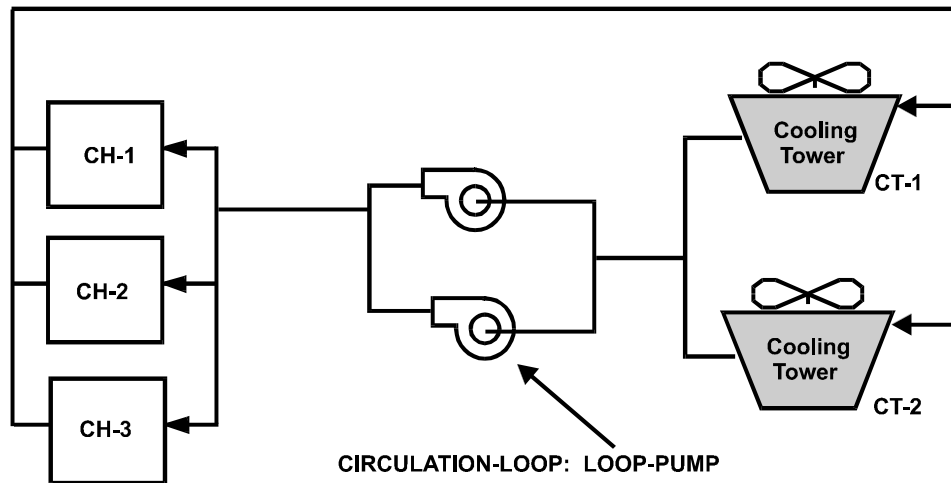 CH-1
CH-2
CH-3
Cooling
Tower
CT-1
Cooling
Tower
CT-2
CIRCULATION-LOOP: LOOP-PUMP